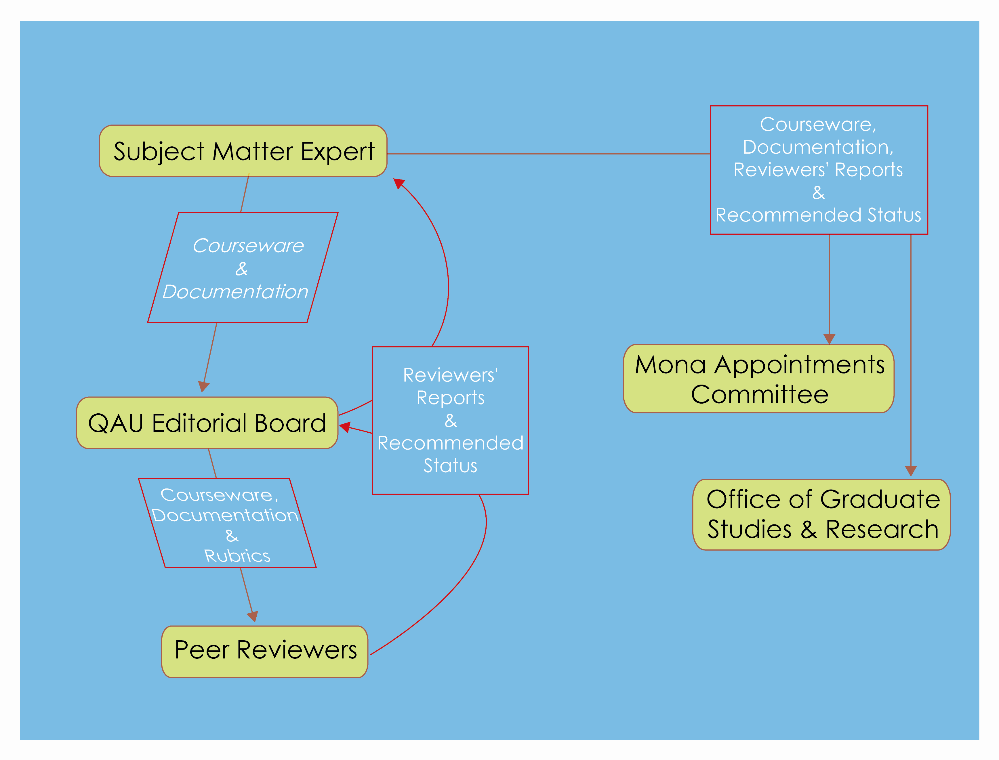 Subject Matter Expert
Courseware
&
Documentation
QAU Editorial Board
Courseware,
Documentation
&
Rubrics
Peer Reviewers
Reviewers'
Reports
&
Recommended
Status
Courseware,
Documentation,
Reviewers' Reports
&
Recommended Status
Mona Appointments
Committee
Office of Graduate
Studies & Research